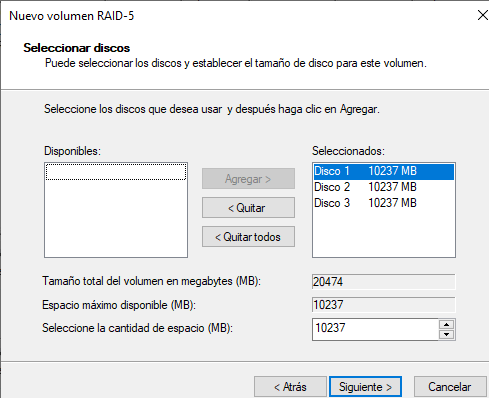 Nuevo volumen RAID-5
Seleccionar discos
Puede seleccionar los discos y establecer el tamaño de disco para este volumen.
Seleccione los discos que desea usar y después haga clic en Agregar.
Disponibles:
Seleccionados:
Agregar >
< Quitar
< Quitar todos
Disco 1 10237 MB
Disco 2 10237 MB
Disco 3 10237 MB
Tamaño total del volumen en megabytes (MB): 20474
Espacio máximo disponible (MB): 10237
Seleccione la cantidad de espacio (MB): 10237
< Atrás Siguiente > Cancelar